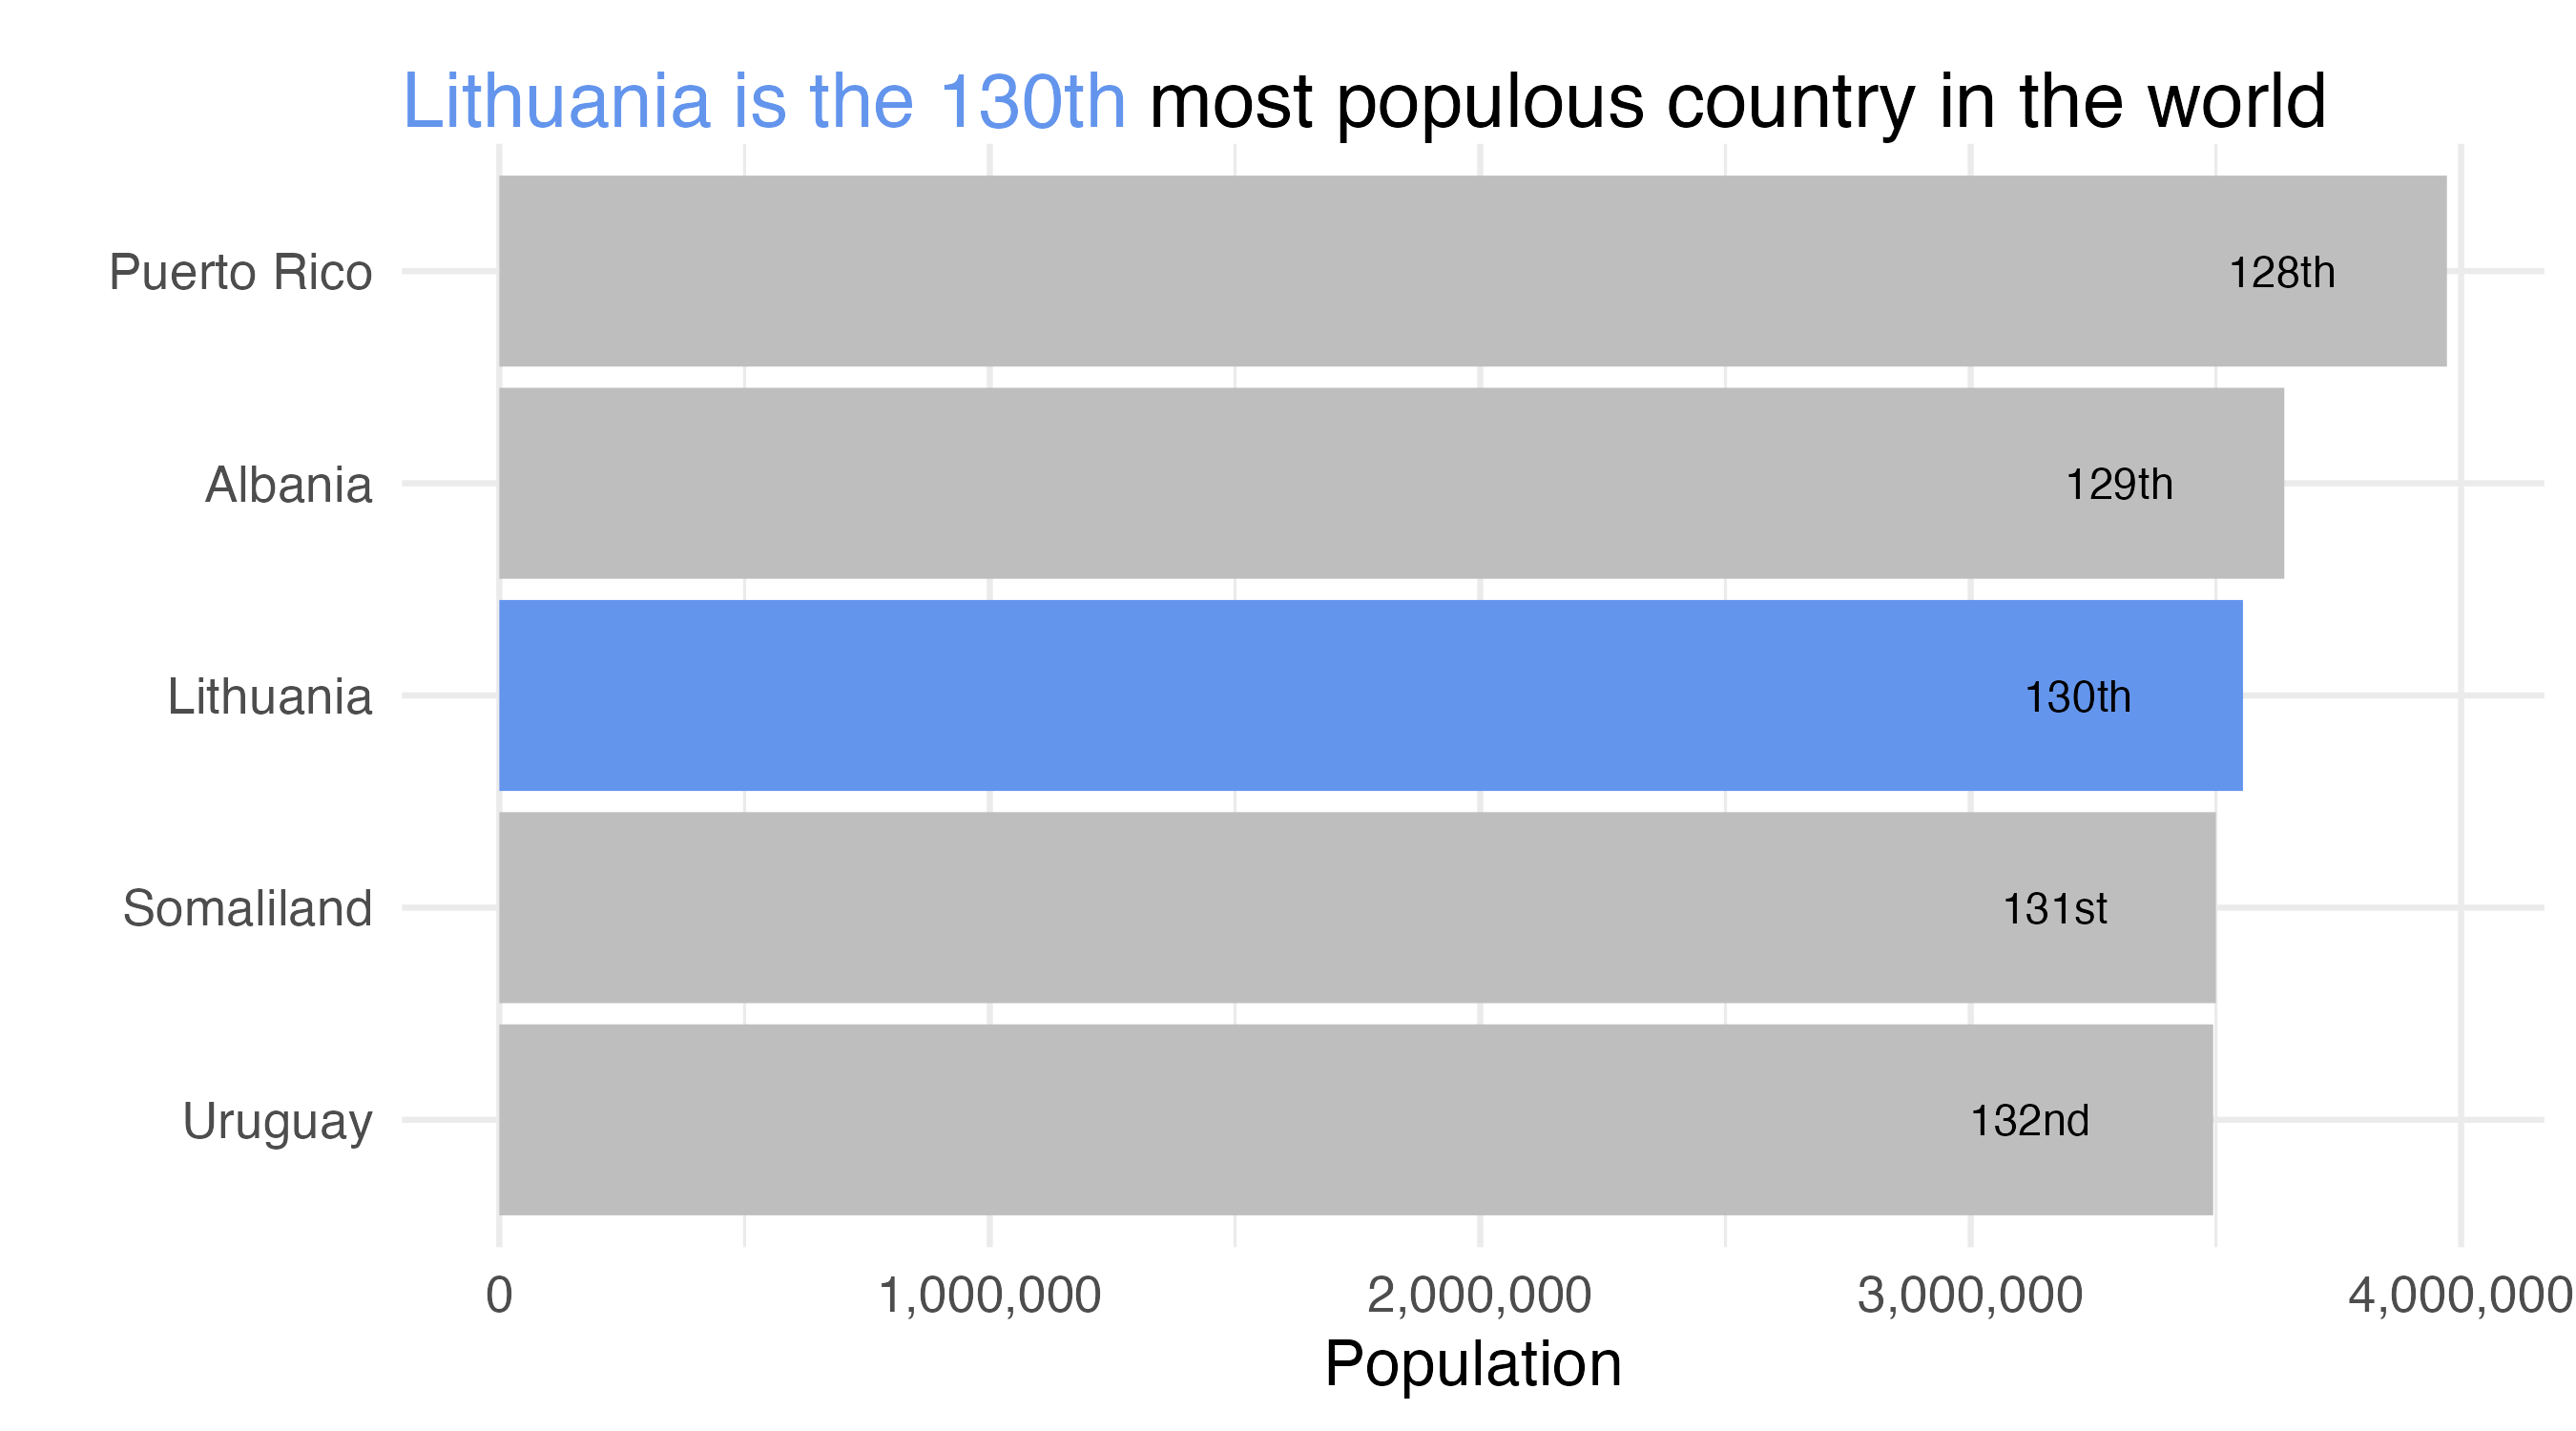 Lithuania is the 130th most populous country in the world
Puerto Rico 128th
Albania 129th
Lithuania 130th
Somaliland 131st
Uruguay 132nd
0 1,000,000 2,000,000 3,000,000 4,000,000
Population